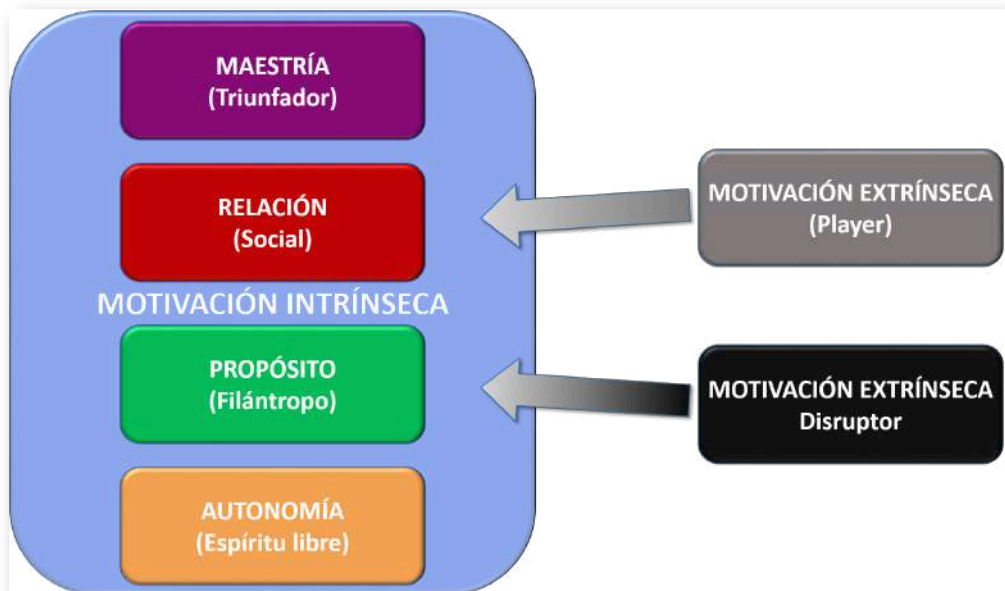 MAESTRÍA
(Triunfador)
RELACIÓN
(Social)
MOTIVACIÓN INTRÍNSECA
PROPÓSITO
(Filántropo)
AUTONOMÍA
(Espíritu libre)
MOTIVACIÓN EXTRÍNSECA
(Player)
MOTIVACIÓN EXTRÍNSECA
Disruptor